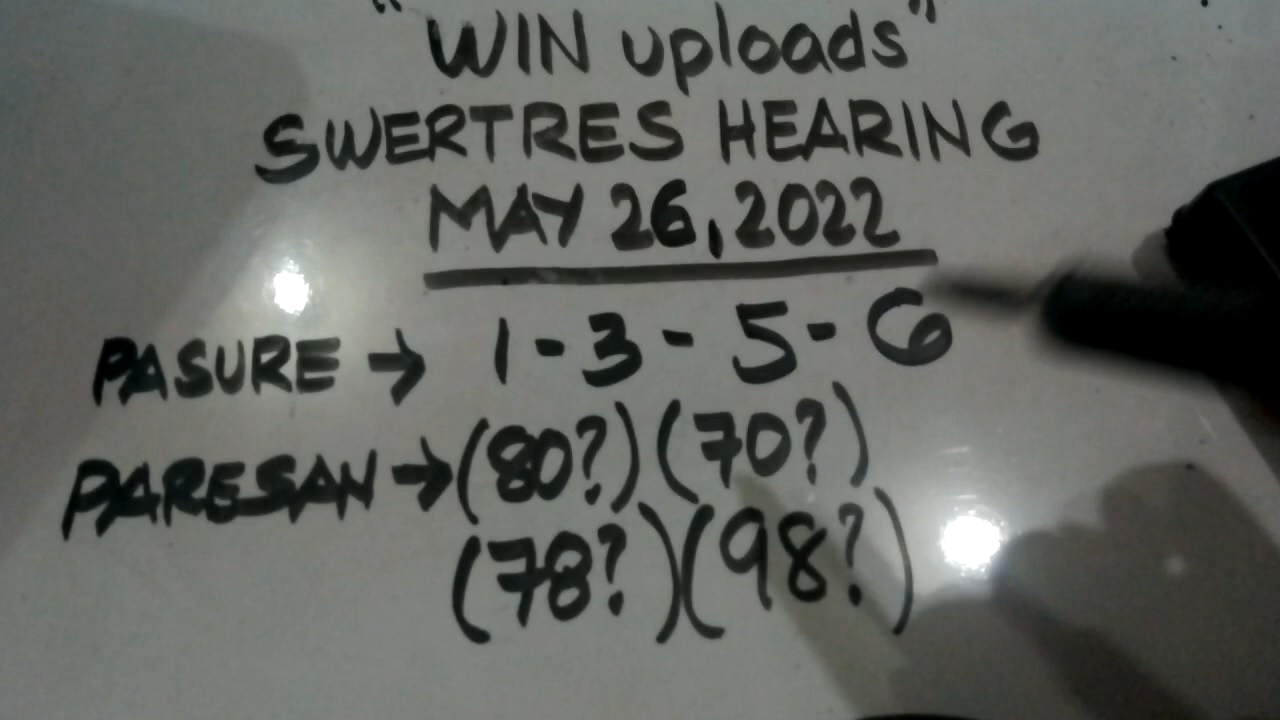 "WIN uploads"
SWERTRES HEARING
MAY 26, 2022
PASURE → 1-3-5-6
PARESAN → (80?) (70?)
(78?) (98?)